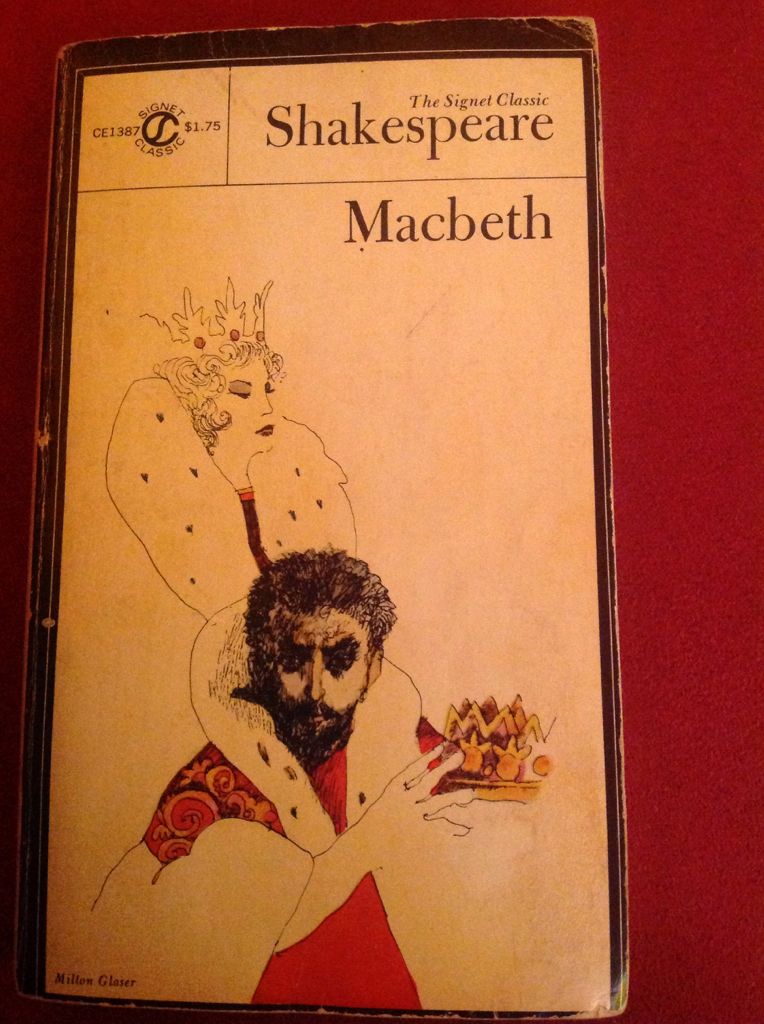 SIGNET
CE1387 $1.75
CLASSIC
The Signet Classic
Shakespeare
Macbeth
Milton Glaser